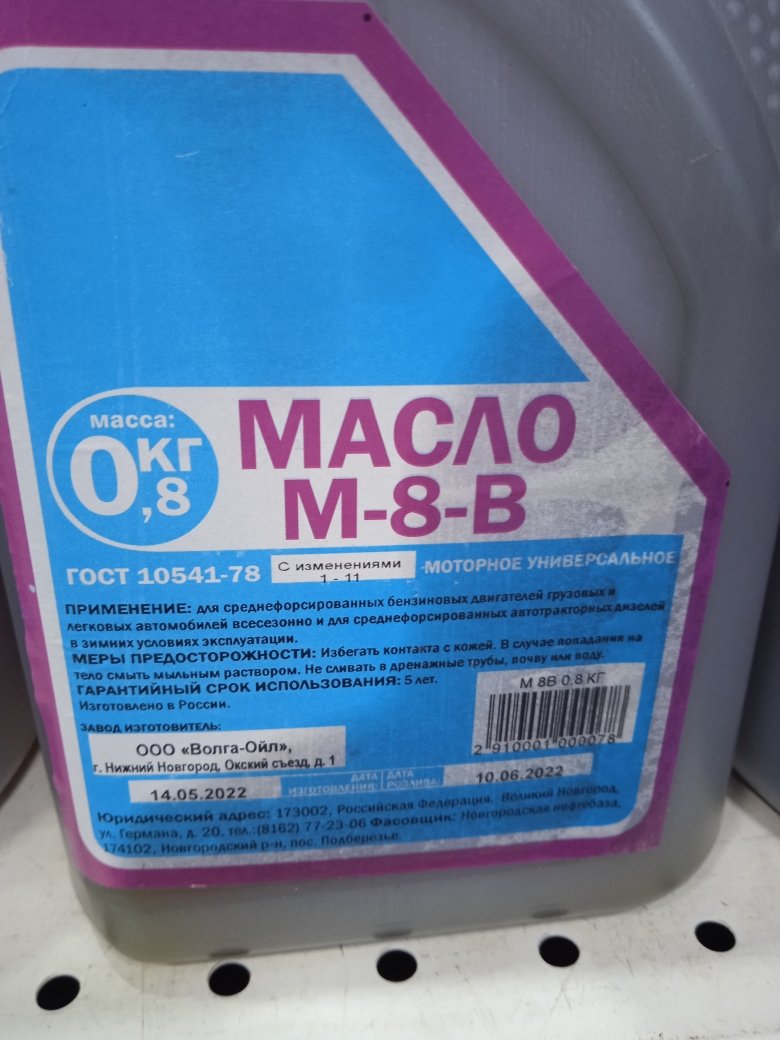 масса:
0,8 КГ
МАСЛО
М-8-В
ГОСТ 10541-78 С изменениями 1 - 11 МОТОРНОЕ УНИВЕРСАЛЬНОЕ
ПРИМЕНЕНИЕ: для среднефорсированных бензиновых двигателей грузовых и
легковых автомобилей всесезонно и для среднефорсированных автотракторных дизелей
в зимних условиях эксплуатации.
МЕРЫ ПРЕДОСТОРОЖНОСТИ: Избегать контакта с кожей. В случае попадания на
тело смыть мыльным раствором. Не сливать в дренажные трубы, почву или воду.
ГАРАНТИЙНЫЙ СРОК ИСПОЛЬЗОВАНИЯ: 5 лет.
Изготовлено в России.
М 8В 0.8 КГ
2 910001 000078
ЗАВОД ИЗГОТОВИТЕЛЬ:
ООО «Волга-Ойл»,
г. Нижний Новгород, Окский съезд, д. 1
14.05.2022 ДАТА ИЗГОТОВЛЕНИЯ: ДАТА РОЗЛИВА: 10.06.2022
Юридический адрес: 173002, Российская Федерация, Великий Новгород,
ул. Германа, д. 20, тел.:(8162) 77-23-06 Фасовщик: Новгородская нефтебаза,
174102, Новгородский р-н, пос. Подберезье.